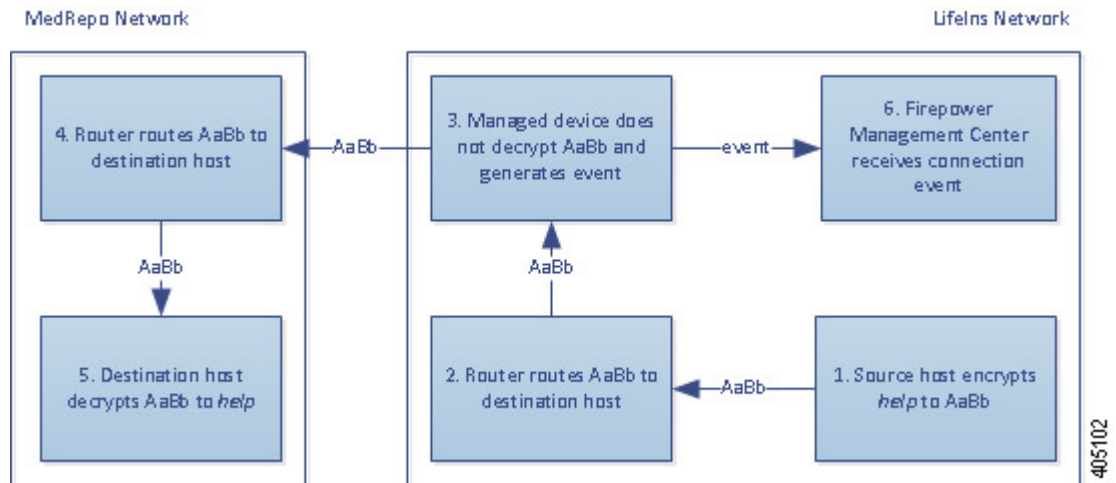 MedRepo Network
LifeIns Network
4. Router routes AaBb to
destination host
AaBb
3. Managed device does
not decrypt AaBb and
generates event
event
6. Firepower
Management Center
receives connection
event
AaBb
AaBb
5. Destination host
decrypts AaBb to help
2. Router routes AaBb to
destination host
AaBb
1. Source host encrypts
help to AaBb
405102